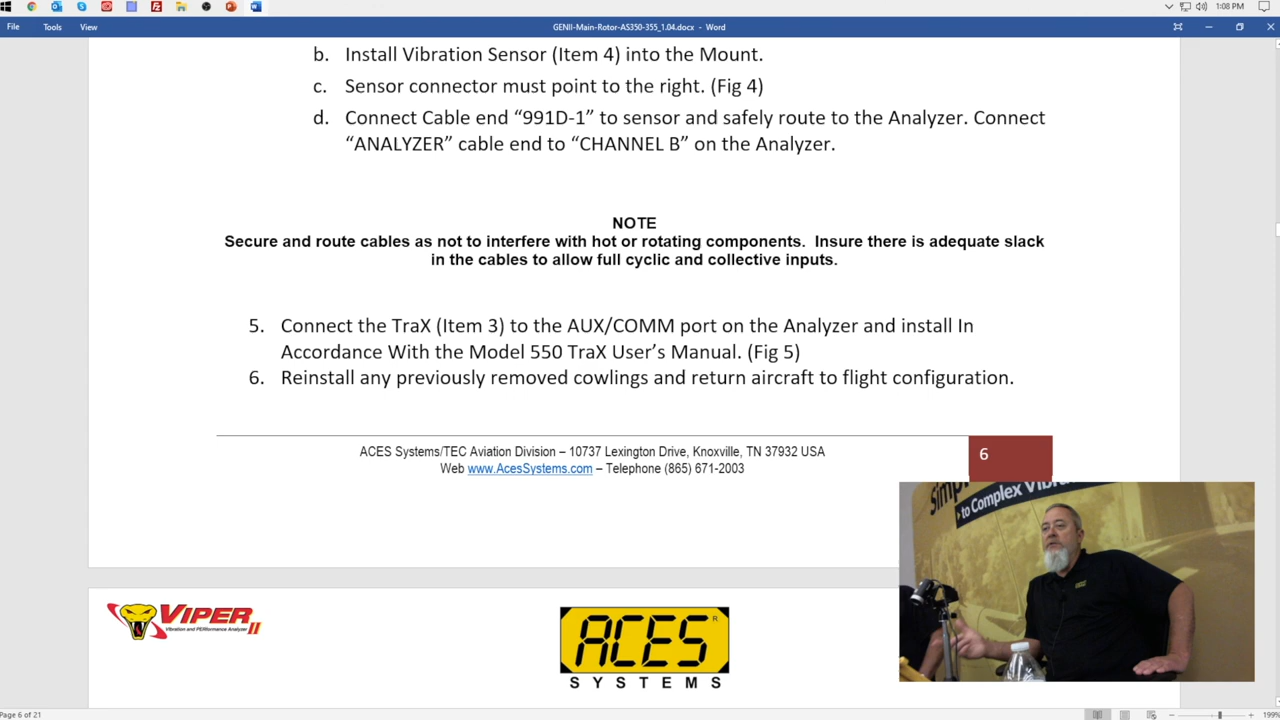 1:08 PM
File Tools View GENII-Main-Rotor-AS350-355_1.04.docx - Word
b. Install Vibration Sensor (Item 4) into the Mount.
c. Sensor connector must point to the right. (Fig 4)
d. Connect Cable end “991D-1” to sensor and safely route to the Analyzer. Connect
“ANALYZER” cable end to “CHANNEL B” on the Analyzer.
NOTE
Secure and route cables as not to interfere with hot or rotating components. Insure there is adequate slack
in the cables to allow full cyclic and collective inputs.
5. Connect the TraX (Item 3) to the AUX/COMM port on the Analyzer and install In
Accordance With the Model 550 TraX User’s Manual. (Fig 5)
6. Reinstall any previously removed cowlings and return aircraft to flight configuration.
ACES Systems/TEC Aviation Division – 10737 Lexington Drive, Knoxville, TN 37932 USA
Web www.AcesSystems.com – Telephone (865) 671-2003
6
to Complex
VIPER II
Vibration and PERformance Analyzer
ACES R
SYSTEMS
Page 6 of 21
199%